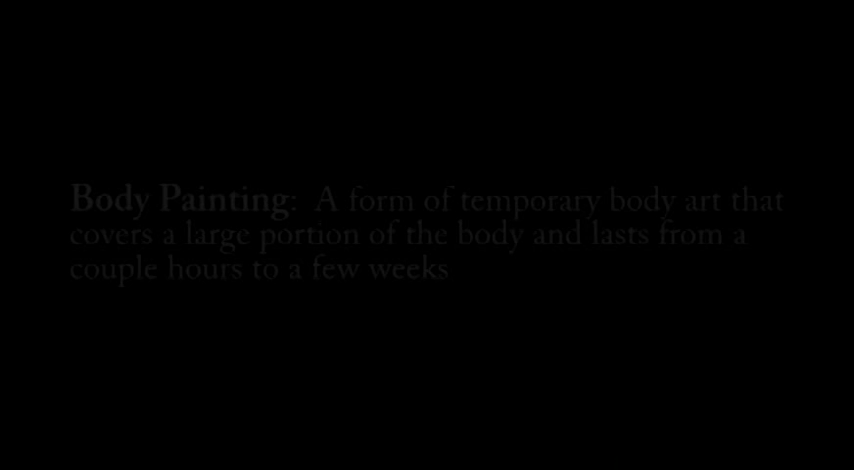 Body Painting:  A form of temporary body art that
covers a large portion of the body and lasts from a
couple hours to a few weeks